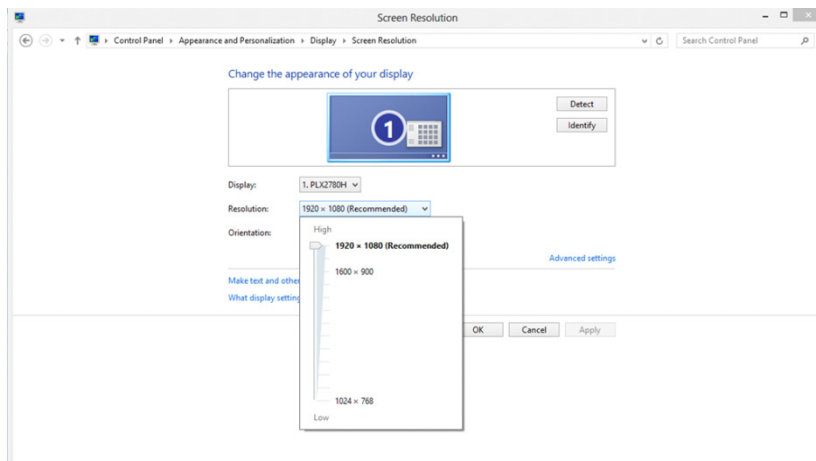 Screen Resolution
Control Panel Appearance and Personalization Display Screen Resolution
Search Control Panel
Change the appearance of your display
1
Detect
Identify
Display: 1. PLX2780H
Resolution: 1920 × 1080 (Recommended)
Orientation:
High
1920 × 1080 (Recommended)
1600 × 900
Advanced settings
Make text and other
What display setting
OK Cancel Apply
1024 × 768
Low